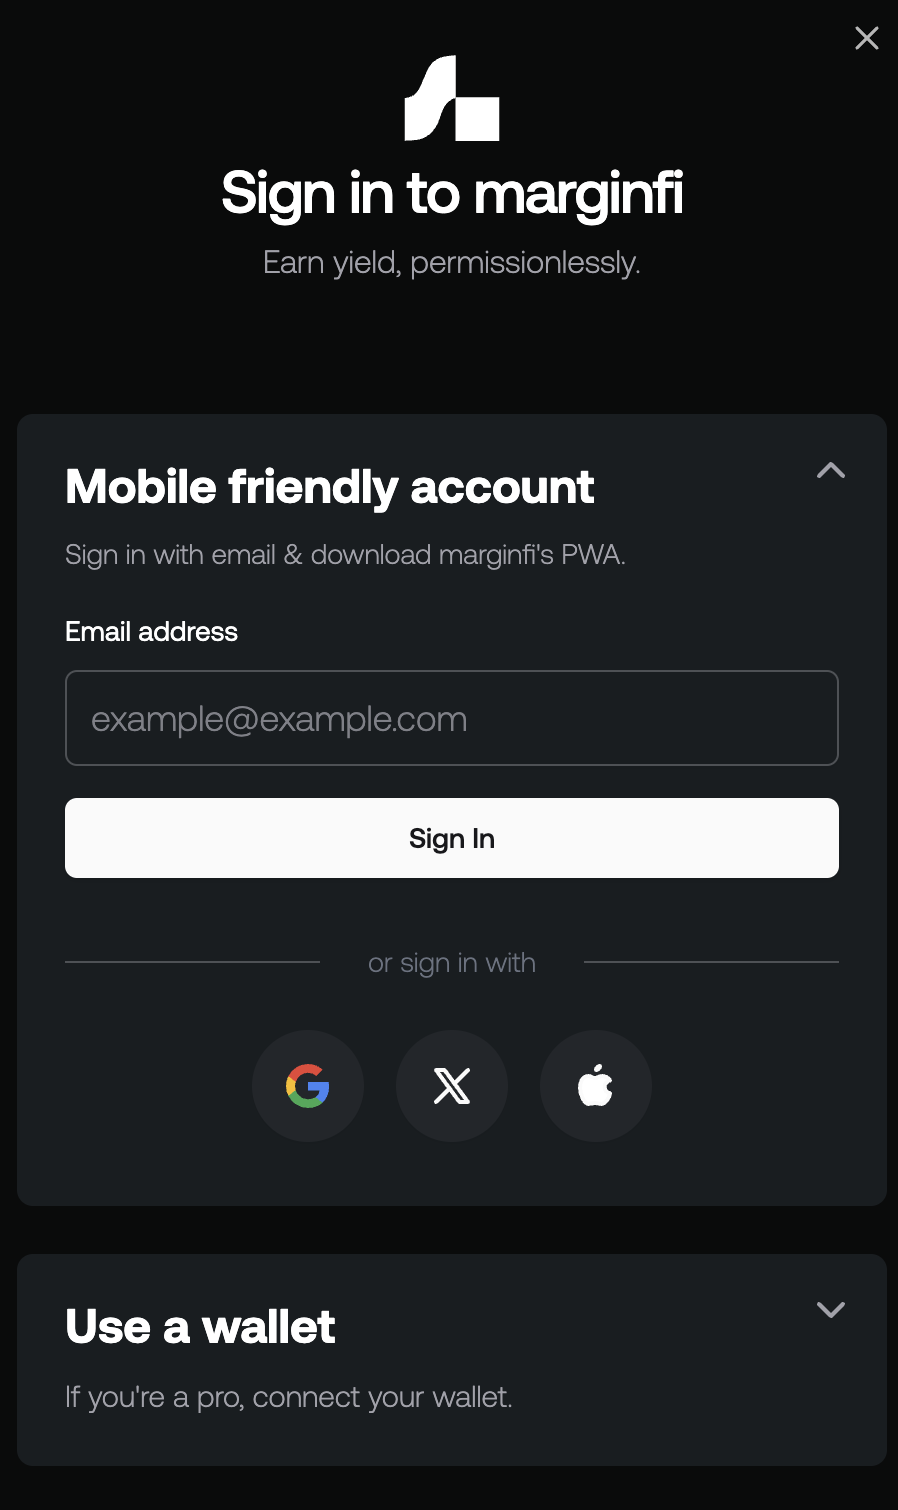 Sign in to marginfi
Earn yield, permissionlessly.
Mobile friendly account
Sign in with email & download marginfi's PWA.
Email address
example@example.com
Sign In
or sign in with
Use a wallet
If you're a pro, connect your wallet.